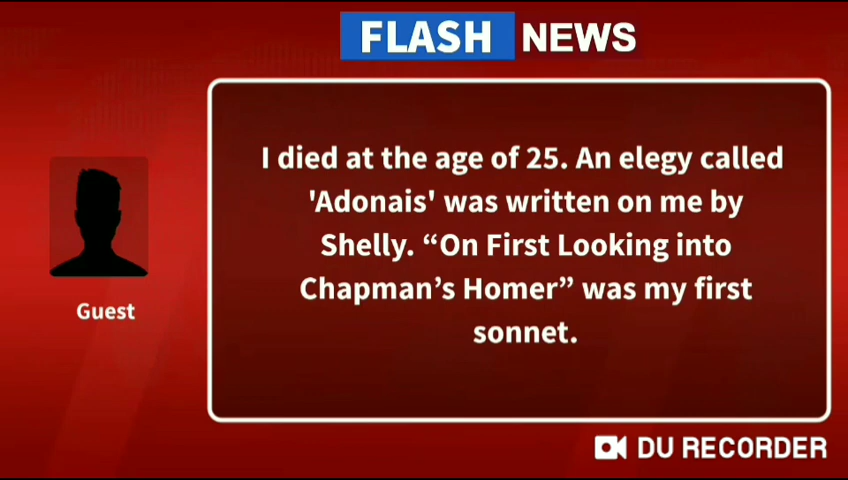 FLASH NEWS
I died at the age of 25. An elegy called
'Adonais' was written on me by
Shelly. “On First Looking into
Chapman’s Homer” was my first
sonnet.
Guest
DU RECORDER